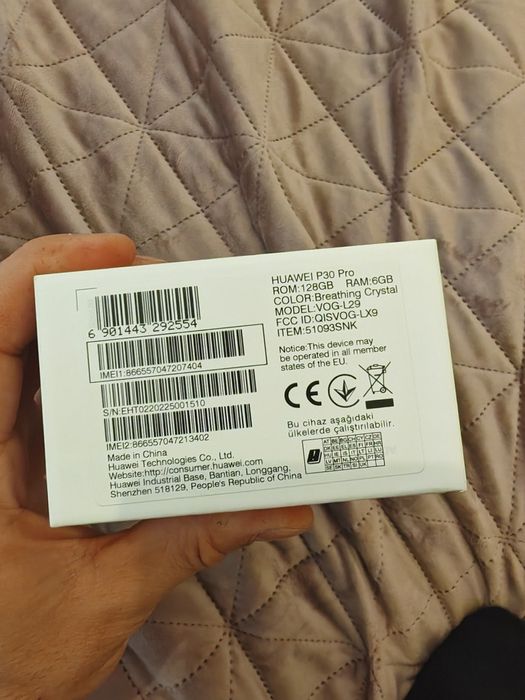 HUAWEI P30 Pro
ROM:128GB RAM:6GB
COLOR:Breathing Crystal
MODEL:VOG-L29
FCC ID:QISVOG-LX9
ITEM:51093SNK
Notice:This device may
be operated in all member
states of the EU.
CE
Bu cihaz aşağıdaki
ülkelerde çalıştırılabilir.
6 901443 292554
IMEI1:866557047207404
S/N:EHT0220225001510
IMEI2:866557047213402
Made in China
Huawei Technologies Co., Ltd.
Website:http://consumer.huawei.com
Huawei Industrial Base, Bantian, Longgang,
Shenzhen 518129, People's Republic of China